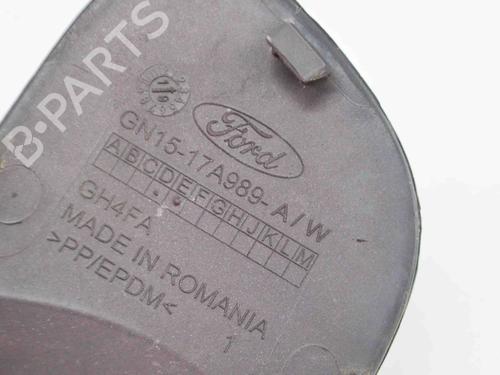 B-PARTS
Ford
GN15-17A989-A/W
ABCDEFGHJKLM
GH4FA
MADE IN ROMANIA
>PP/EPDM<
1